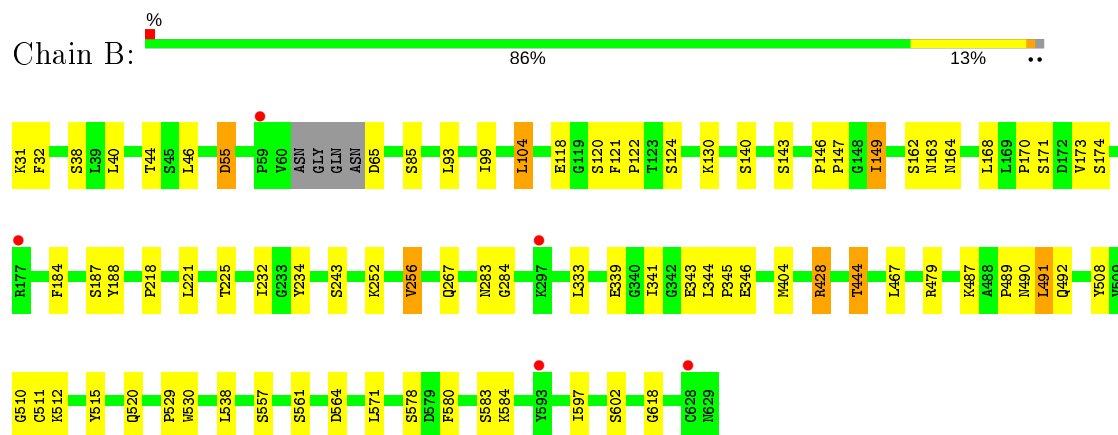 %
Chain B:
86%
13%
••
K31 F32 S38 L39 L40 T44 S45 L46 D55 P59 V60 ASN GLY GLN ASN D65 S85 L93 I99 L104 E118 G119 S120 F121 P122 T123 S124 K130 S140 S143 P146 P147 G148 I149 S162 N163 N164 L168 L169 P170 S171 D172 V173 S174
R177 F184 S187 Y188 P218 L221 T225 I232 G233 Y234 S243 K252 V256 Q267 N283 G284 K297 L333 E339 G340 I341 G342 E343 L344 P345 E346 M404 R428 T444 L467 R479 K487 A488 P489 N490 L491 Q492 Y508 V509
G510 C511 K512 Y515 Q520 P529 W530 L538 S557 S561 D564 L571 S578 D579 F580 S583 K584 Y593 I597 S602 G618 C628 N629